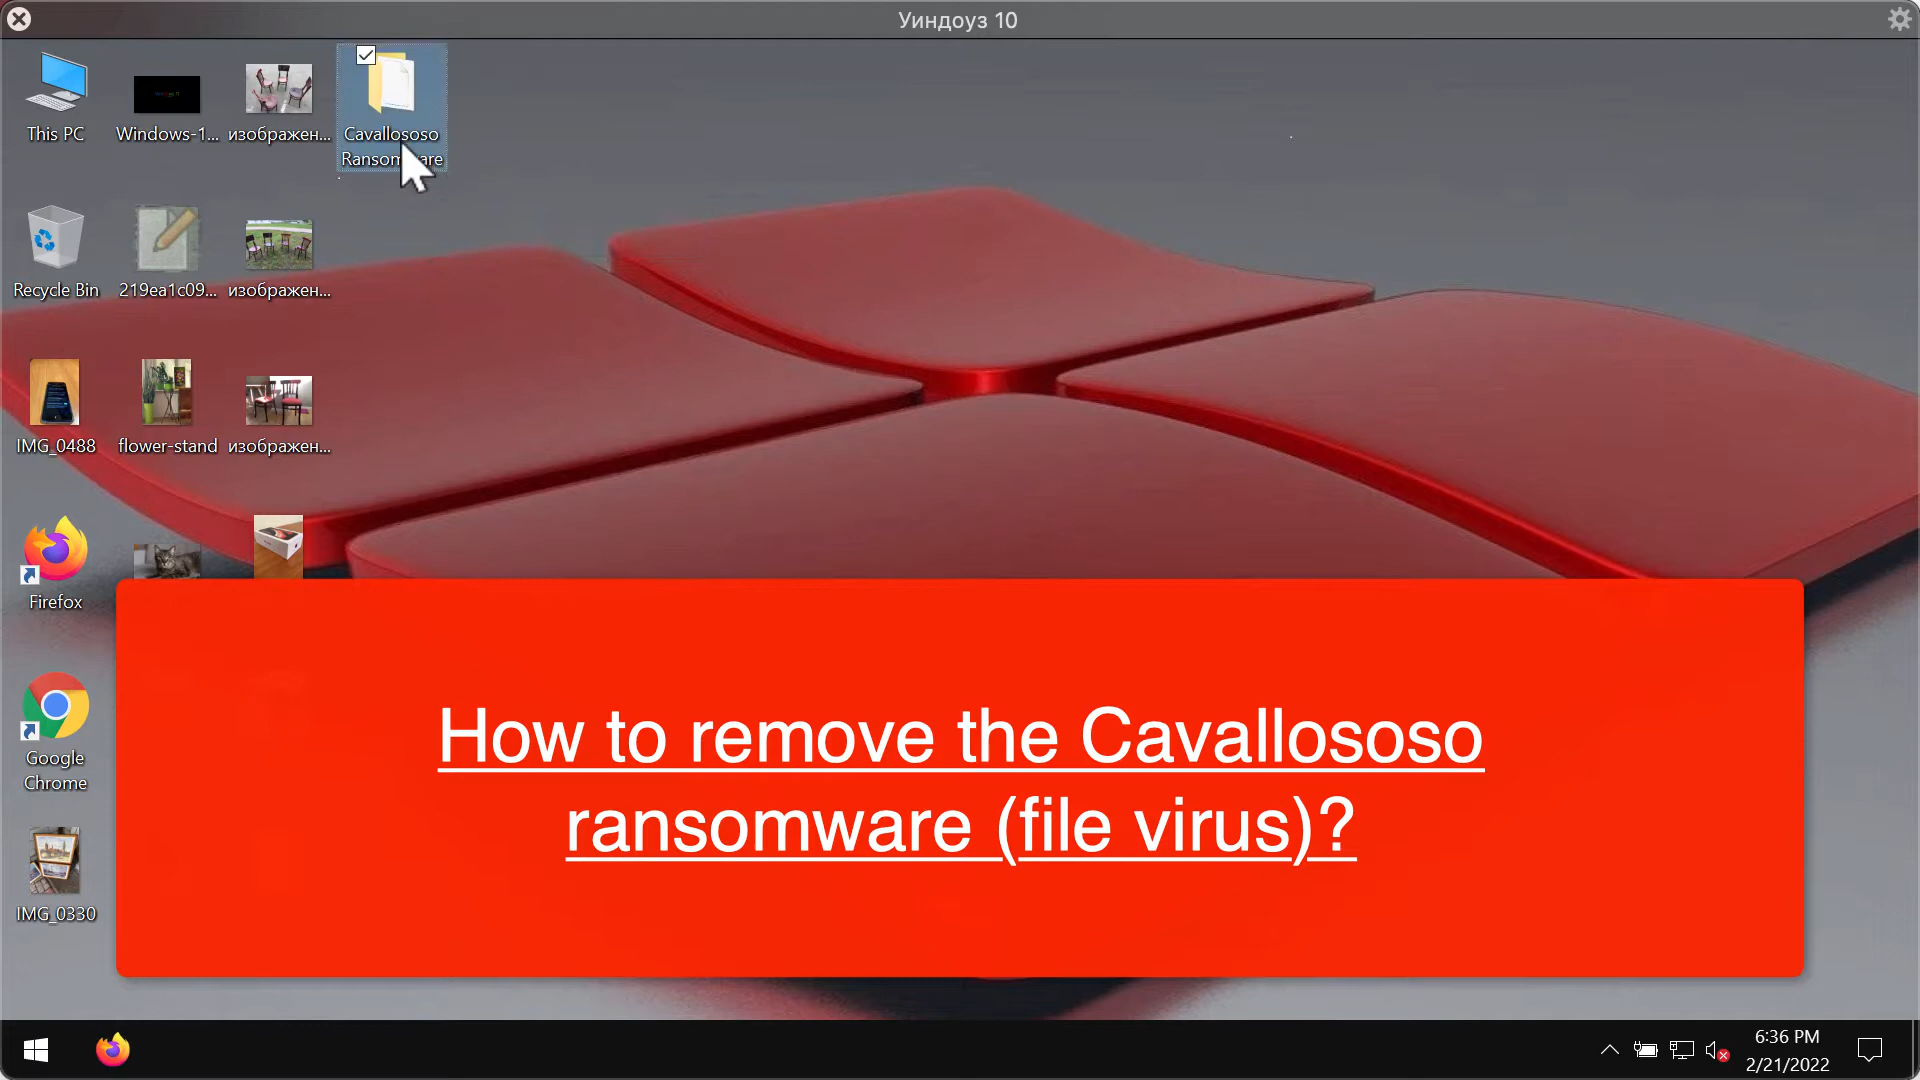 Уиндоуз 10
This PC
Windows-1...
изображен...
Cavallososo
Recycle Bin
219ea1c09...
изображен...
IMG_0488
flower-stand
изображен...
Firefox
Google
Chrome
IMG_0330
How to remove the Cavallososo
ransomware (file virus)?
6:36 PM
2/21/2022